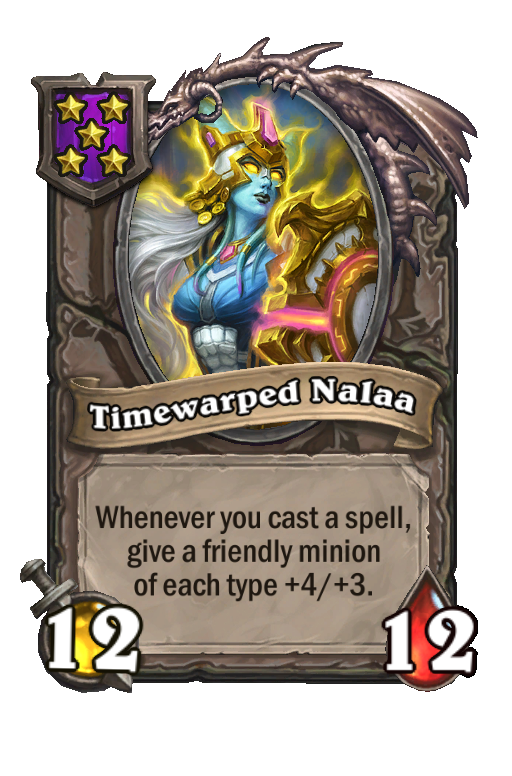 Timewarped Nalaa
Whenever you cast a spell,
give a friendly minion
of each type +4/+3.
12
12